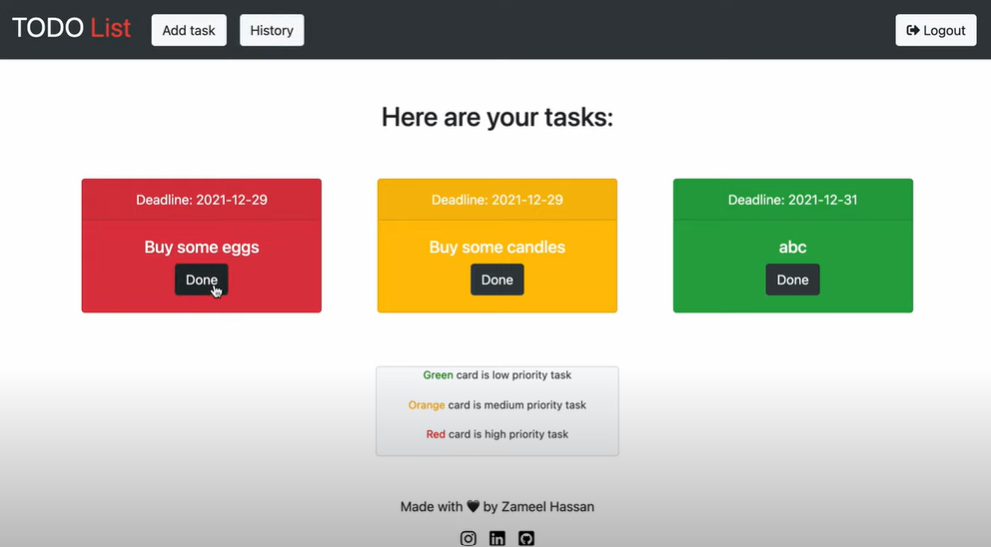 TODO List Add task History Logout
Here are your tasks:
Deadline: 2021-12-29
Buy some eggs
Done
Deadline: 2021-12-29
Buy some candles
Done
Deadline: 2021-12-31
abc
Done
Green card is low priority task
Orange card is medium priority task
Red card is high priority task
Made with 🖤 by Zameel Hassan